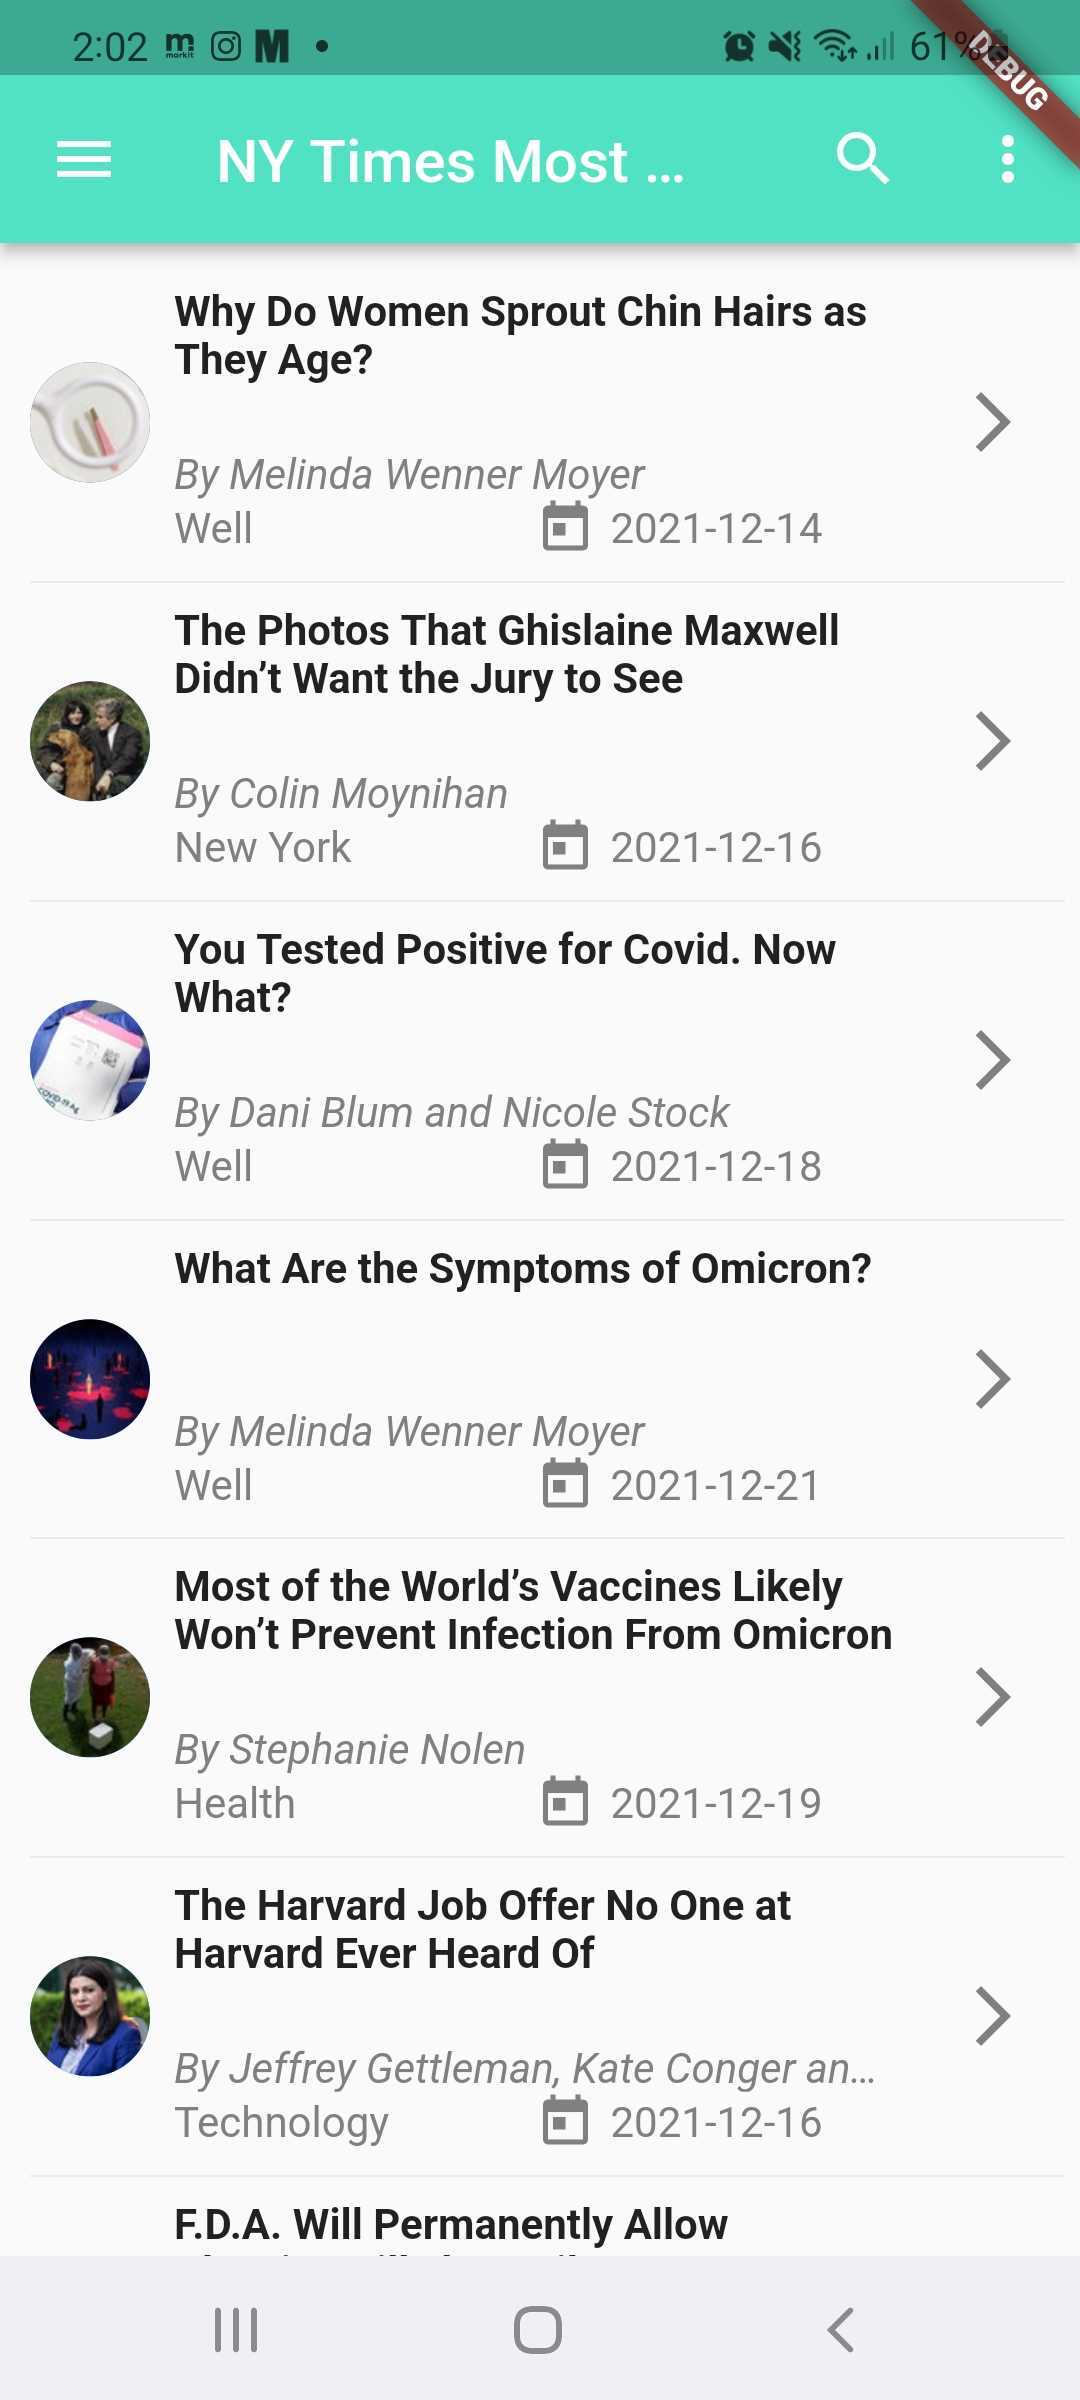 2:02 m markit M 61%
DEBUG
NY Times Most ...
Why Do Women Sprout Chin Hairs as
They Age?
By Melinda Wenner Moyer
Well 2021-12-14
The Photos That Ghislaine Maxwell
Didn’t Want the Jury to See
By Colin Moynihan
New York 2021-12-16
You Tested Positive for Covid. Now
What?
By Dani Blum and Nicole Stock
Well 2021-12-18
What Are the Symptoms of Omicron?
By Melinda Wenner Moyer
Well 2021-12-21
Most of the World’s Vaccines Likely
Won’t Prevent Infection From Omicron
By Stephanie Nolen
Health 2021-12-19
The Harvard Job Offer No One at
Harvard Ever Heard Of
By Jeffrey Gettleman, Kate Conger an...
Technology 2021-12-16
F.D.A. Will Permanently Allow